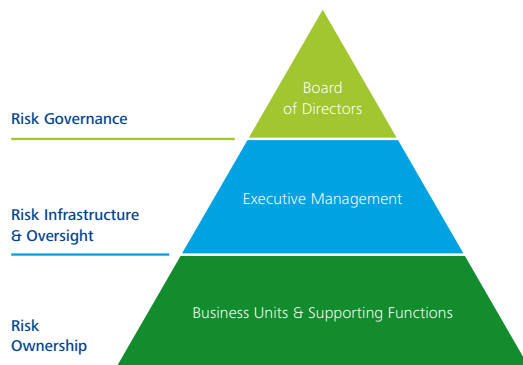 Board
of Directors
Risk Governance
Executive Management
Risk Infrastructure
& Oversight
Business Units & Supporting Functions
Risk
Ownership